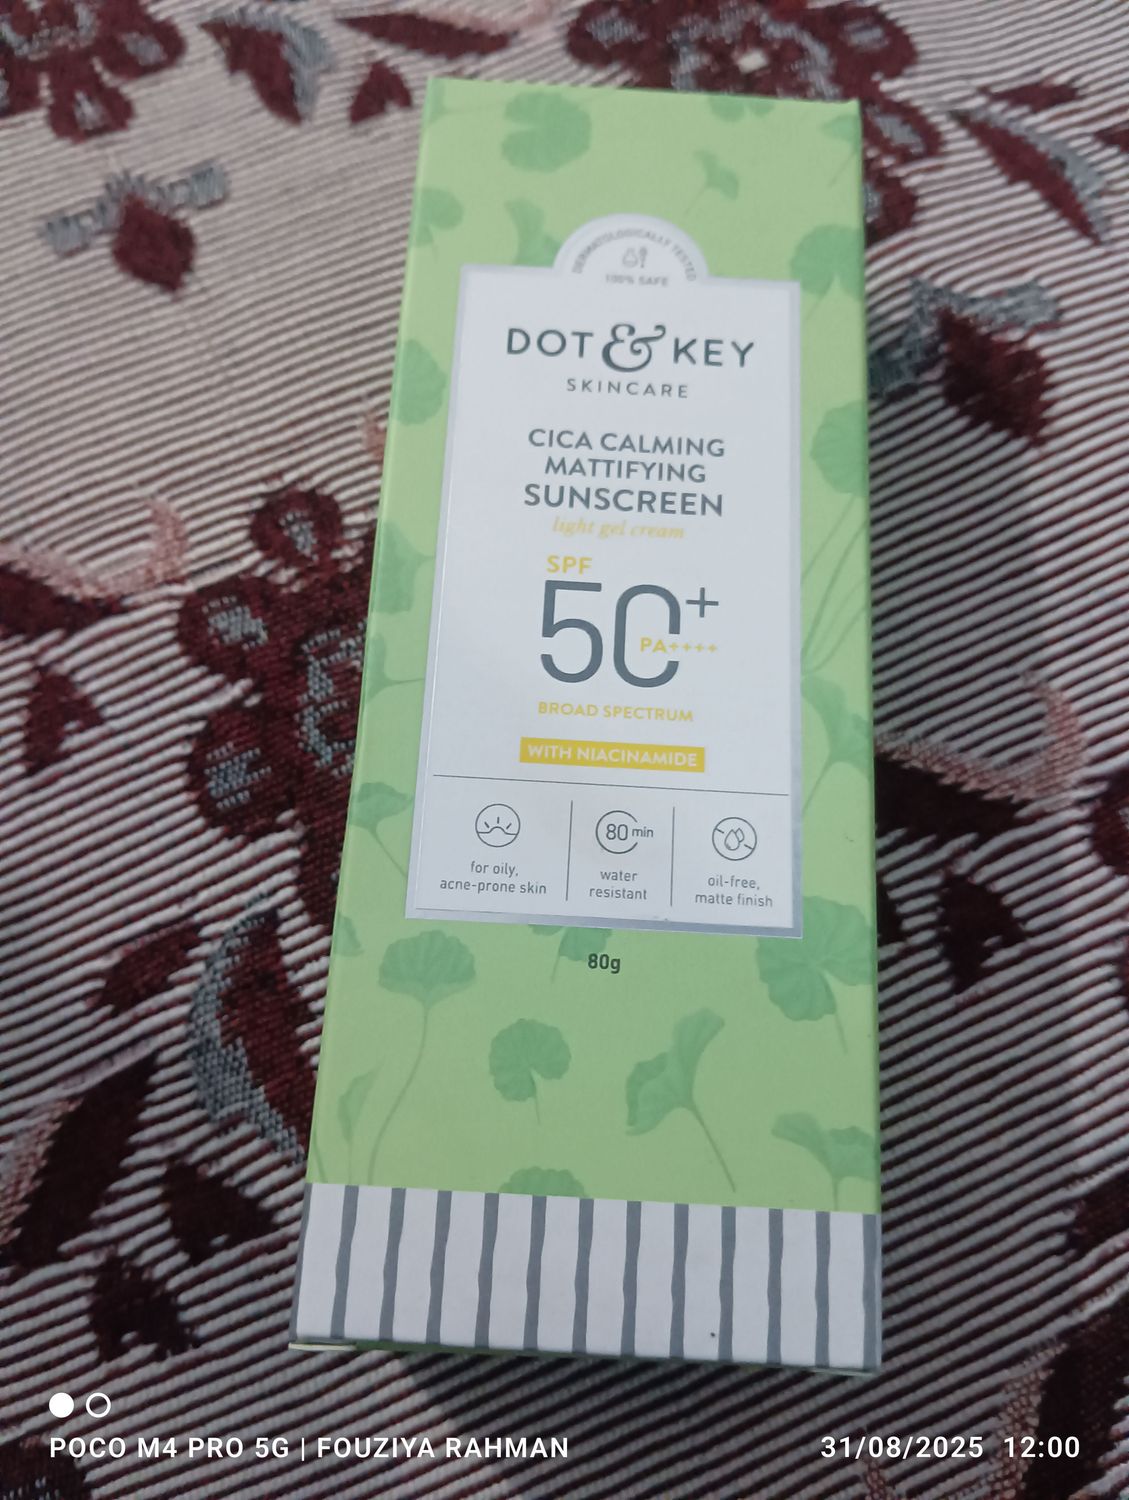 DERMATOLOGICALLY TESTED
100% SAFE
DOT & KEY
SKINCARE
CICA CALMING
MATTIFYING
SUNSCREEN
light gel cream
SPF
50+
PA++++
BROAD SPECTRUM
WITH NIACINAMIDE
for oily,
acne-prone skin
80 min
water
resistant
oil-free,
matte finish
80g
POCO M4 PRO 5G | FOUZIYA RAHMAN
31/08/2025 12:00